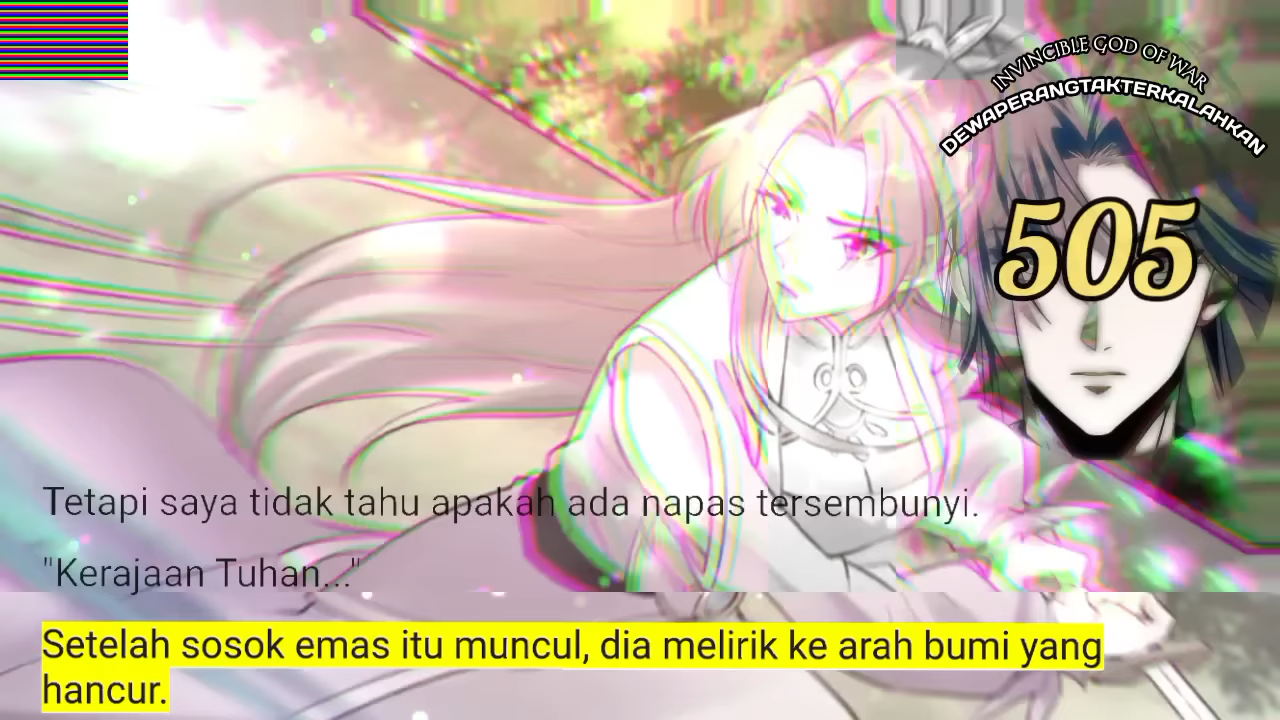 INVINCIBLE GOD OF WAR
DEWAPERANGTAKTERKALAHKAN
505
Tetapi saya tidak tahu apakah ada napas tersembunyi.
"Kerajaan Tuhan..."
Setelah sosok emas itu muncul, dia melirik ke arah bumi yang
hancur.